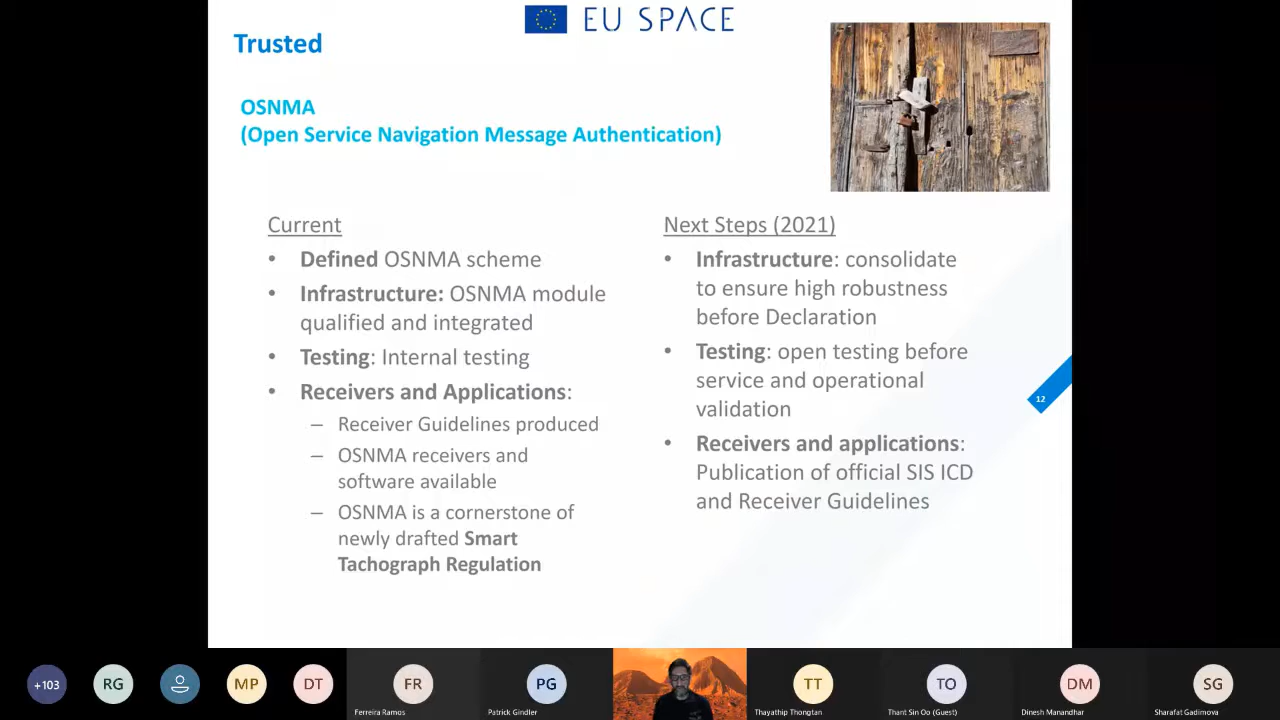 EU SPACE
Trusted
OSNMA
(Open Service Navigation Message Authentication)
Current
• Defined OSNMA scheme
• Infrastructure: OSNMA module
qualified and integrated
• Testing: Internal testing
• Receivers and Applications:
– Receiver Guidelines produced
– OSNMA receivers and
software available
– OSNMA is a cornerstone of
newly drafted Smart
Tachograph Regulation
Next Steps (2021)
• Infrastructure: consolidate
to ensure high robustness
before Declaration
• Testing: open testing before
service and operational
validation
• Receivers and applications:
Publication of official SIS ICD
and Receiver Guidelines
12
+103
RG
MP
DT
FR
Ferreira Ramos
PG
Patrick Gindler
TT
Thayathip Thongtan
TO
Thant Sin Oo (Guest)
DM
Dinesh Manandhar
SG
Sharafat Gadimova